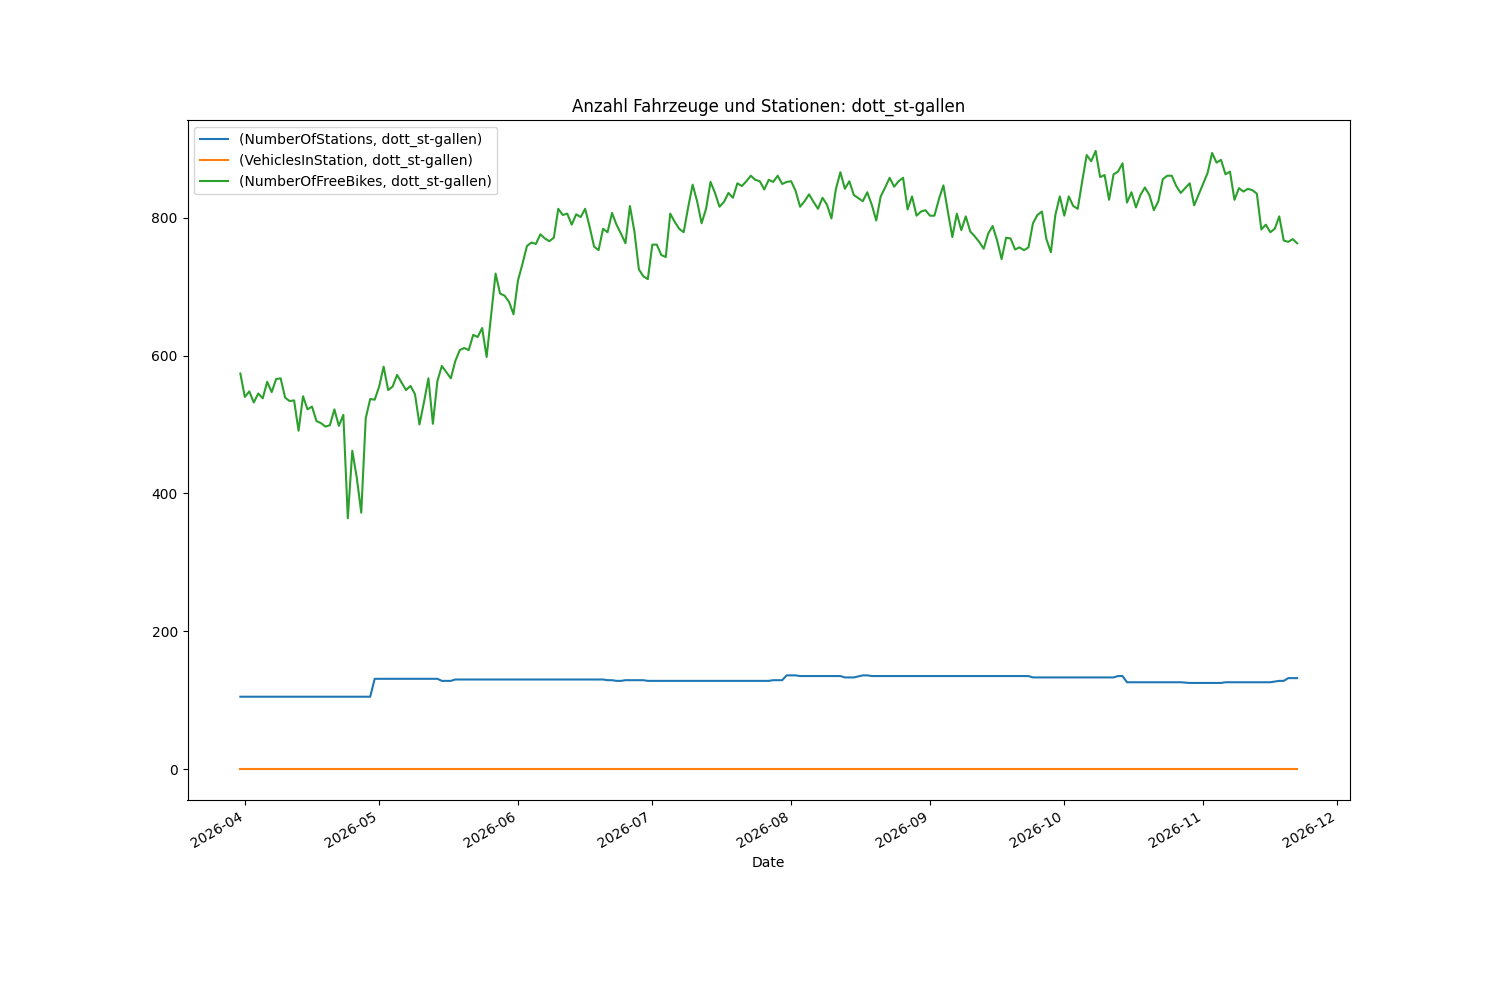 Anzahl Fahrzeuge und Stationen: dott_st-gallen
(NumberOfStations, dott_st-gallen)
(VehiclesInStation, dott_st-gallen)
(NumberOfFreeBikes, dott_st-gallen)
800
600
400
200
0
2026-04
2026-05
2026-06
2026-07
2026-08
2026-09
2026-10
2026-11
2026-12
Date